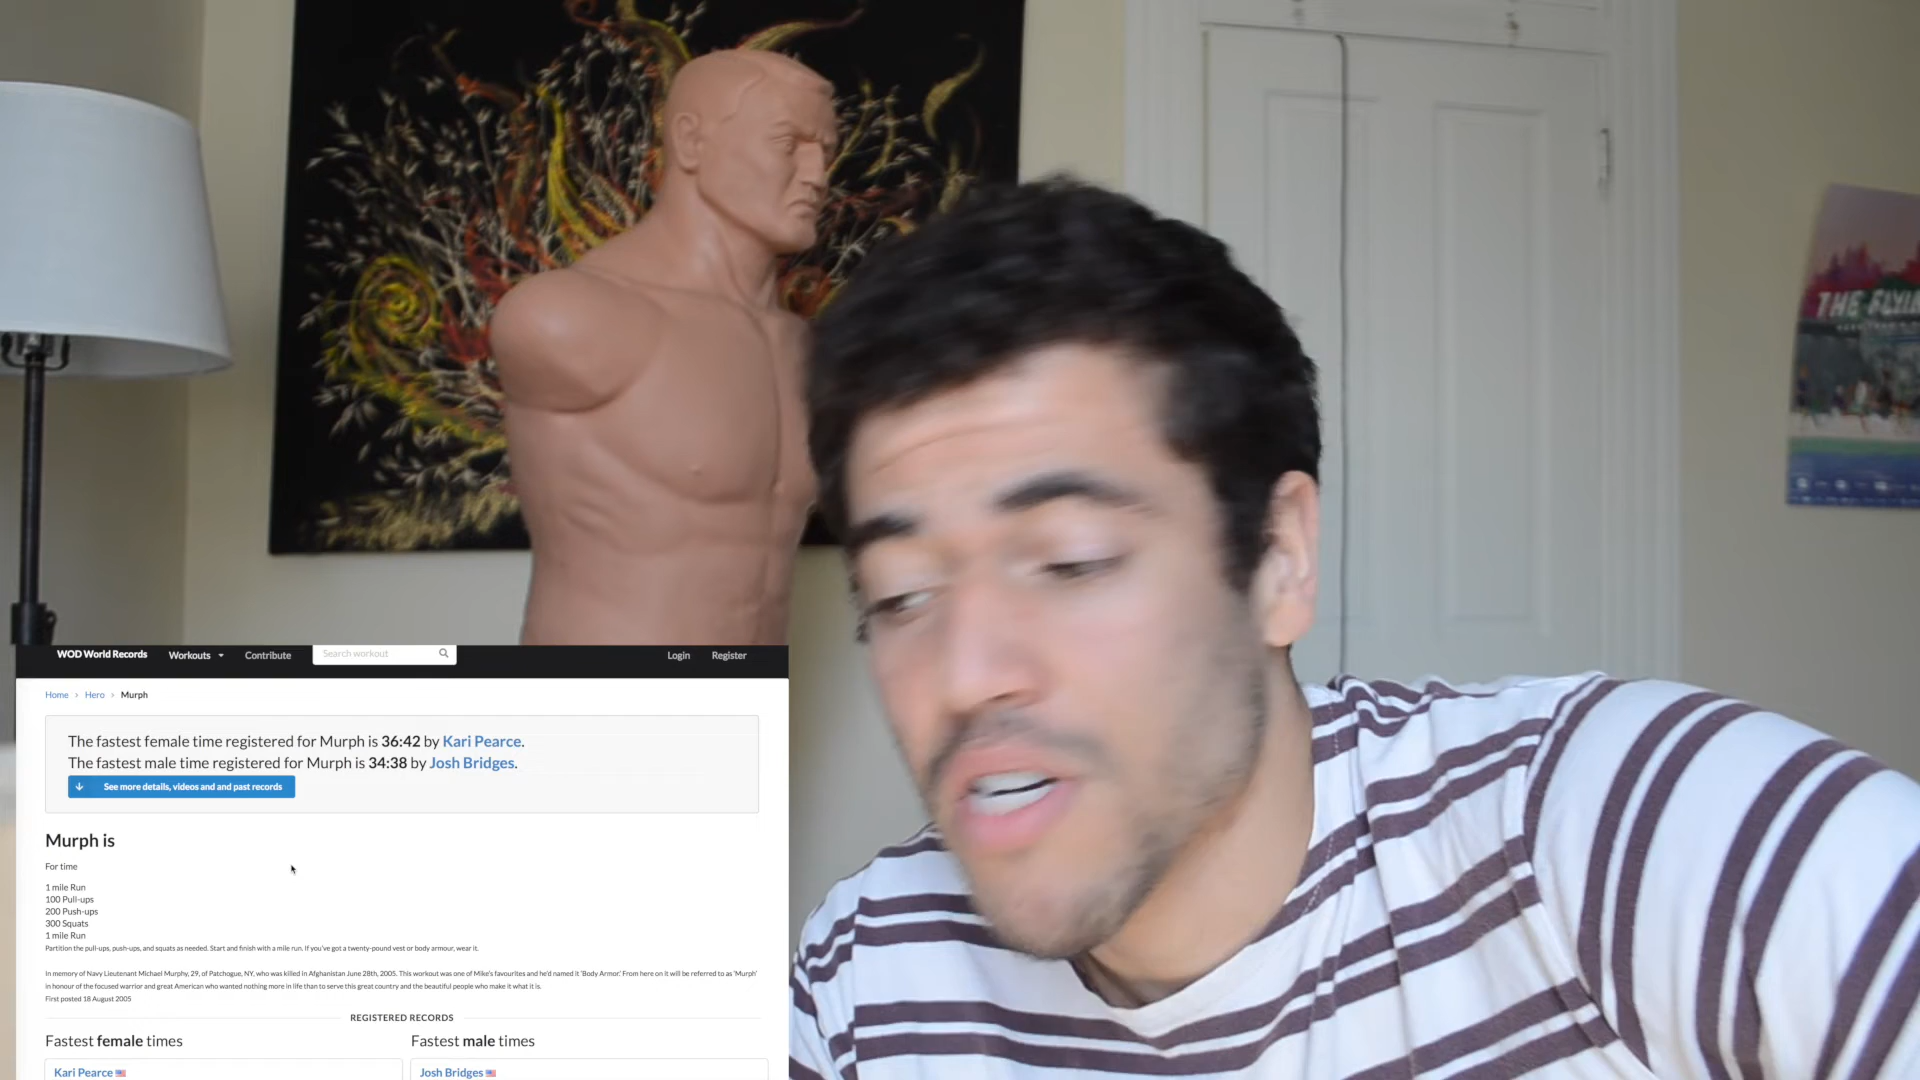 THE FLYI
WOD World Records Workouts Contribute Search workout Login Register
Home > Hero > Murph
The fastest female time registered for Murph is 36:42 by Kari Pearce.
The fastest male time registered for Murph is 34:38 by Josh Bridges.
See more details, videos and and past records
Murph is
For time
1 mile Run
100 Pull-ups
200 Push-ups
300 Squats
1 mile Run
Partition the pull-ups, push-ups, and squats as needed. Start and finish with a mile run. If you've got a twenty-pound vest or body armour, wear it.
In memory of Navy Lieutenant Michael Murphy, 29, of Patchogue, NY, who was killed in Afghanistan June 28th, 2005. This workout was one of Mike's favourites and he'd named it 'Body Armor.' From here on it will be referred to as 'Murph'
in honour of the focused warrior and great American who wanted nothing more in life than to serve this great country and the beautiful people who make it what it is.
First posted 18 August 2005
REGISTERED RECORDS
Fastest female times Fastest male times
Kari Pearce Josh Bridges